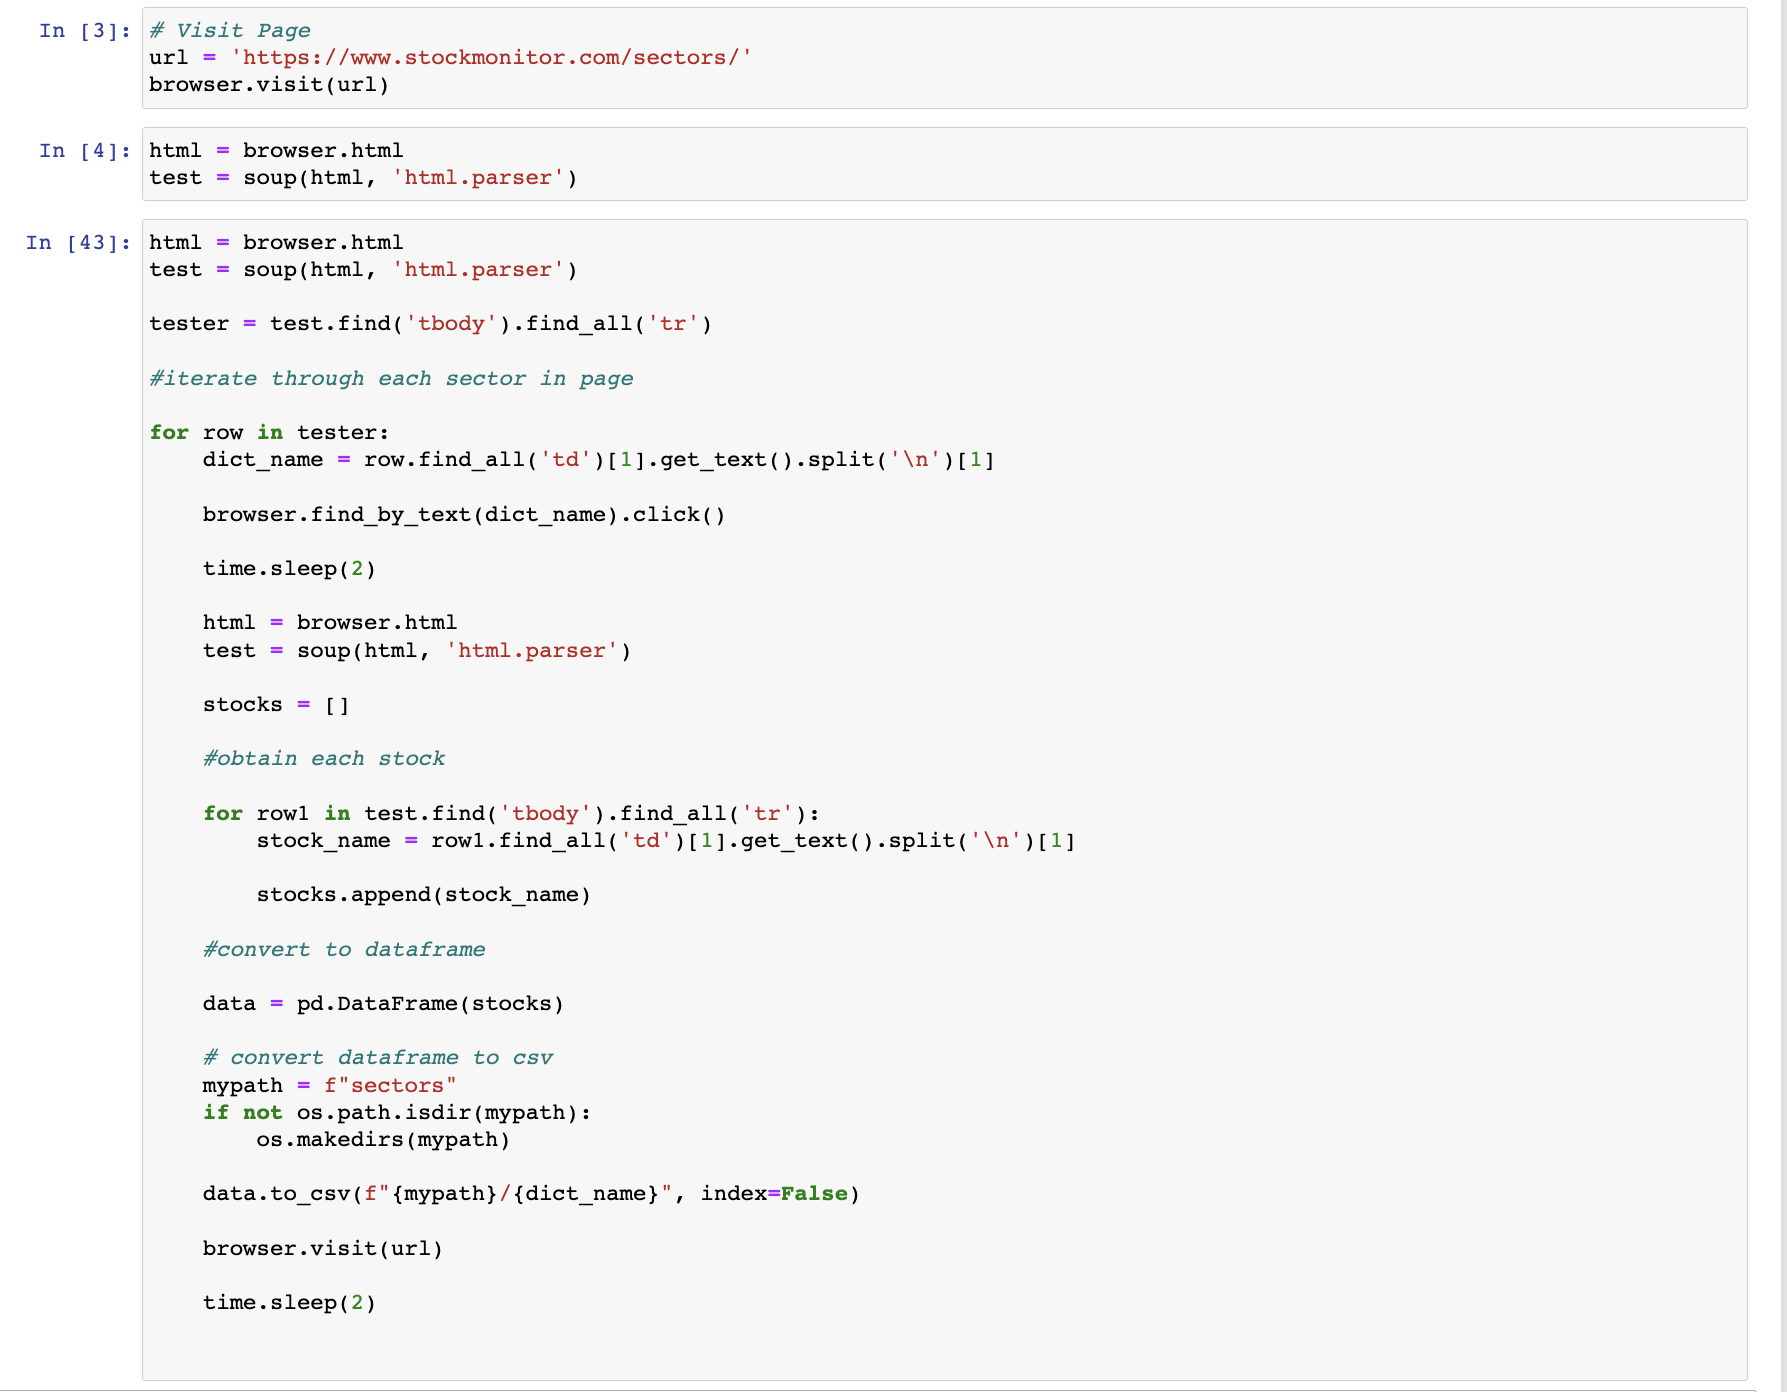 In [3]: # Visit Page
url = 'https://www.stockmonitor.com/sectors/'
browser.visit(url)
In [4]: html = browser.html
test = soup(html, 'html.parser')
In [43]: html = browser.html
test = soup(html, 'html.parser')
tester = test.find('tbody').find_all('tr')
#iterate through each sector in page
for row in tester:
    dict_name = row.find_all('td')[1].get_text().split('\n')[1]
    browser.find_by_text(dict_name).click()
    time.sleep(2)
    html = browser.html
    test = soup(html, 'html.parser')
    stocks = []
    #obtain each stock
    for row1 in test.find('tbody').find_all('tr'):
        stock_name = row1.find_all('td')[1].get_text().split('\n')[1]
        stocks.append(stock_name)
    #convert to dataframe
    data = pd.DataFrame(stocks)
    # convert dataframe to csv
    mypath = f"sectors"
    if not os.path.isdir(mypath):
        os.makedirs(mypath)
    data.to_csv(f"{mypath}/{dict_name}", index=False)
    browser.visit(url)
    time.sleep(2)